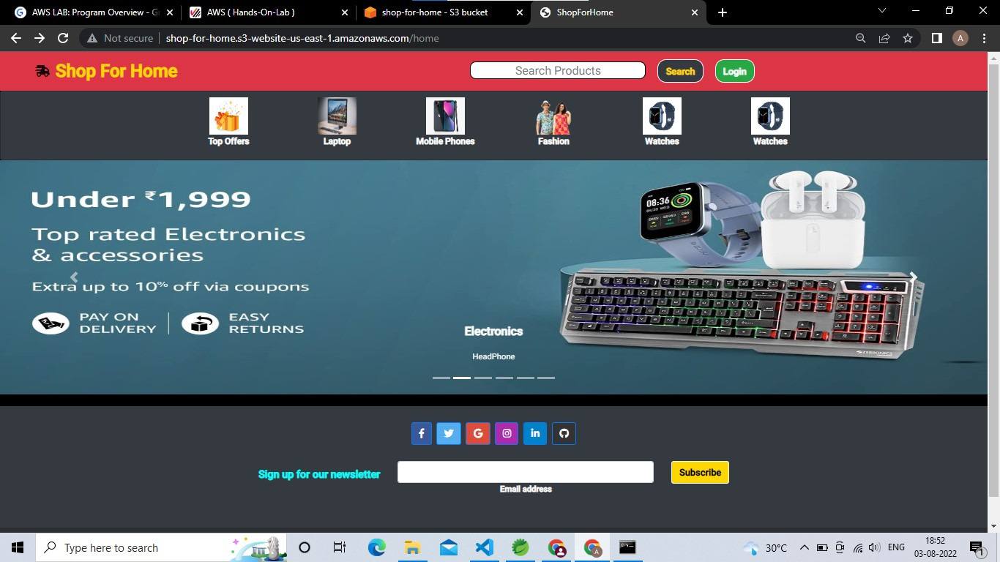 AWS LAB: Program Overview - Gr
AWS ( Hands-On-Lab )
shop-for-home - S3 bucket
ShopForHome
Not secure
shop-for-home.s3-website-us-east-1.amazonaws.com/home
A
Shop For Home
Search Products
Search
Login
Top Offers
Laptop
Mobile Phones
Fashion
Watches
Watches
Under ₹1,999
Top rated Electronics
& accessories
Extra up to 10% off via coupons
PAY ON
DELIVERY
EASY
RETURNS
08:36
ZEBRONICS
Electronics
HeadPhone
Sign up for our newsletter
Email address
Subscribe
Type here to search
30°C
ENG
18:52
03-08-2022
1